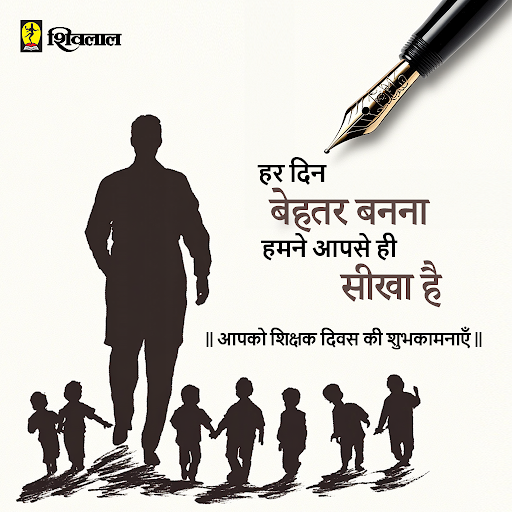 शिवलाल
हर दिन
बेहतर बनना
हमने आपसे ही
सीखा है
|| आपको शिक्षक दिवस की शुभकामनाएँ ||